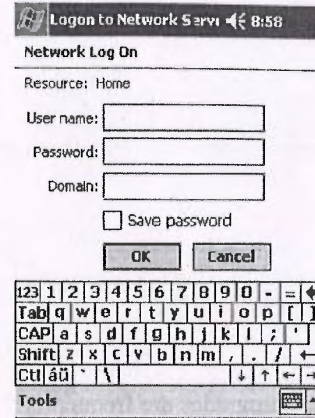 Logon to Network Serv 8:58
Network Log On
Resource: Home
User name:
Password:
Domain:
Save password
OK Cancel
123 1 2 3 4 5 6 7 8 9 0 - =
Tab q w e r t y u i o p [ ]
CAP a s d f g h j k l ; '
Shift z x c v b n m , . /
Ctl áü ` \
Tools